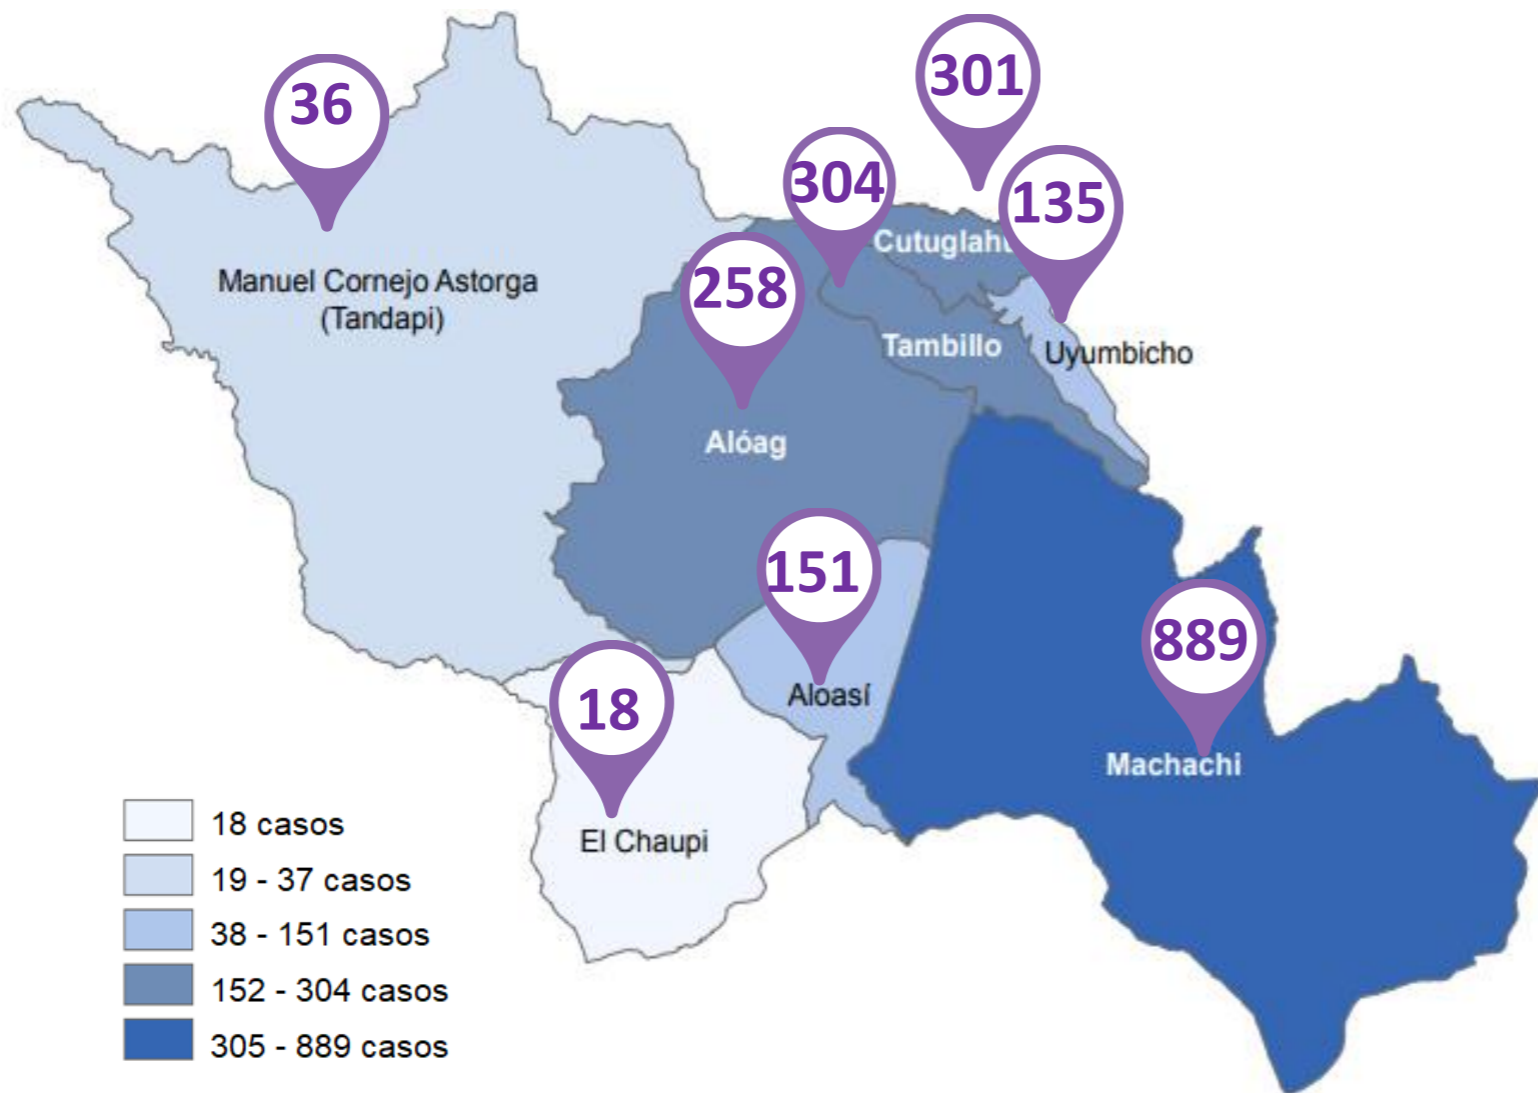 301
36
304
135
Cutuglahu
258
Manuel Cornejo Astorga
(Tandapi)
Tambillo
Uyumbicho
Alóag
151
889
Aloasí
18
Machachi
El Chaupi
18 casos
19 - 37 casos
38 - 151 casos
152 - 304 casos
305 - 889 casos